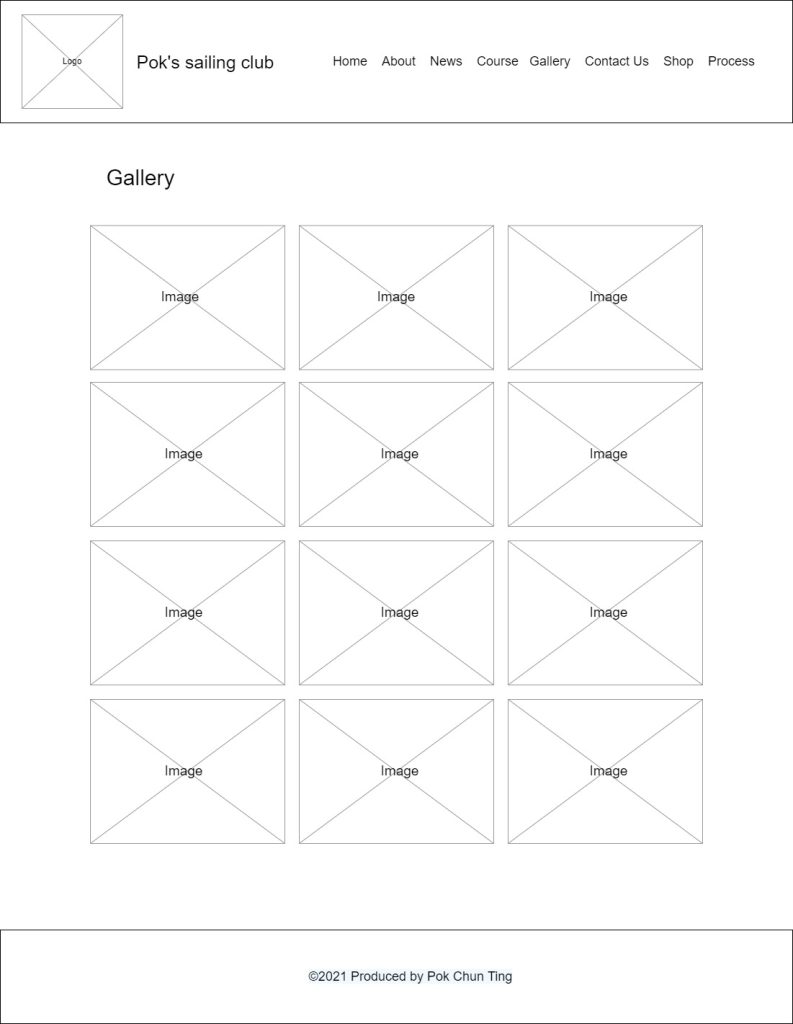 Logo
Pok's sailing club
Home About News Course Gallery Contact Us Shop Process
Gallery
Image Image Image
Image Image Image
Image Image Image
Image Image Image
©2021 Produced by Pok Chun Ting